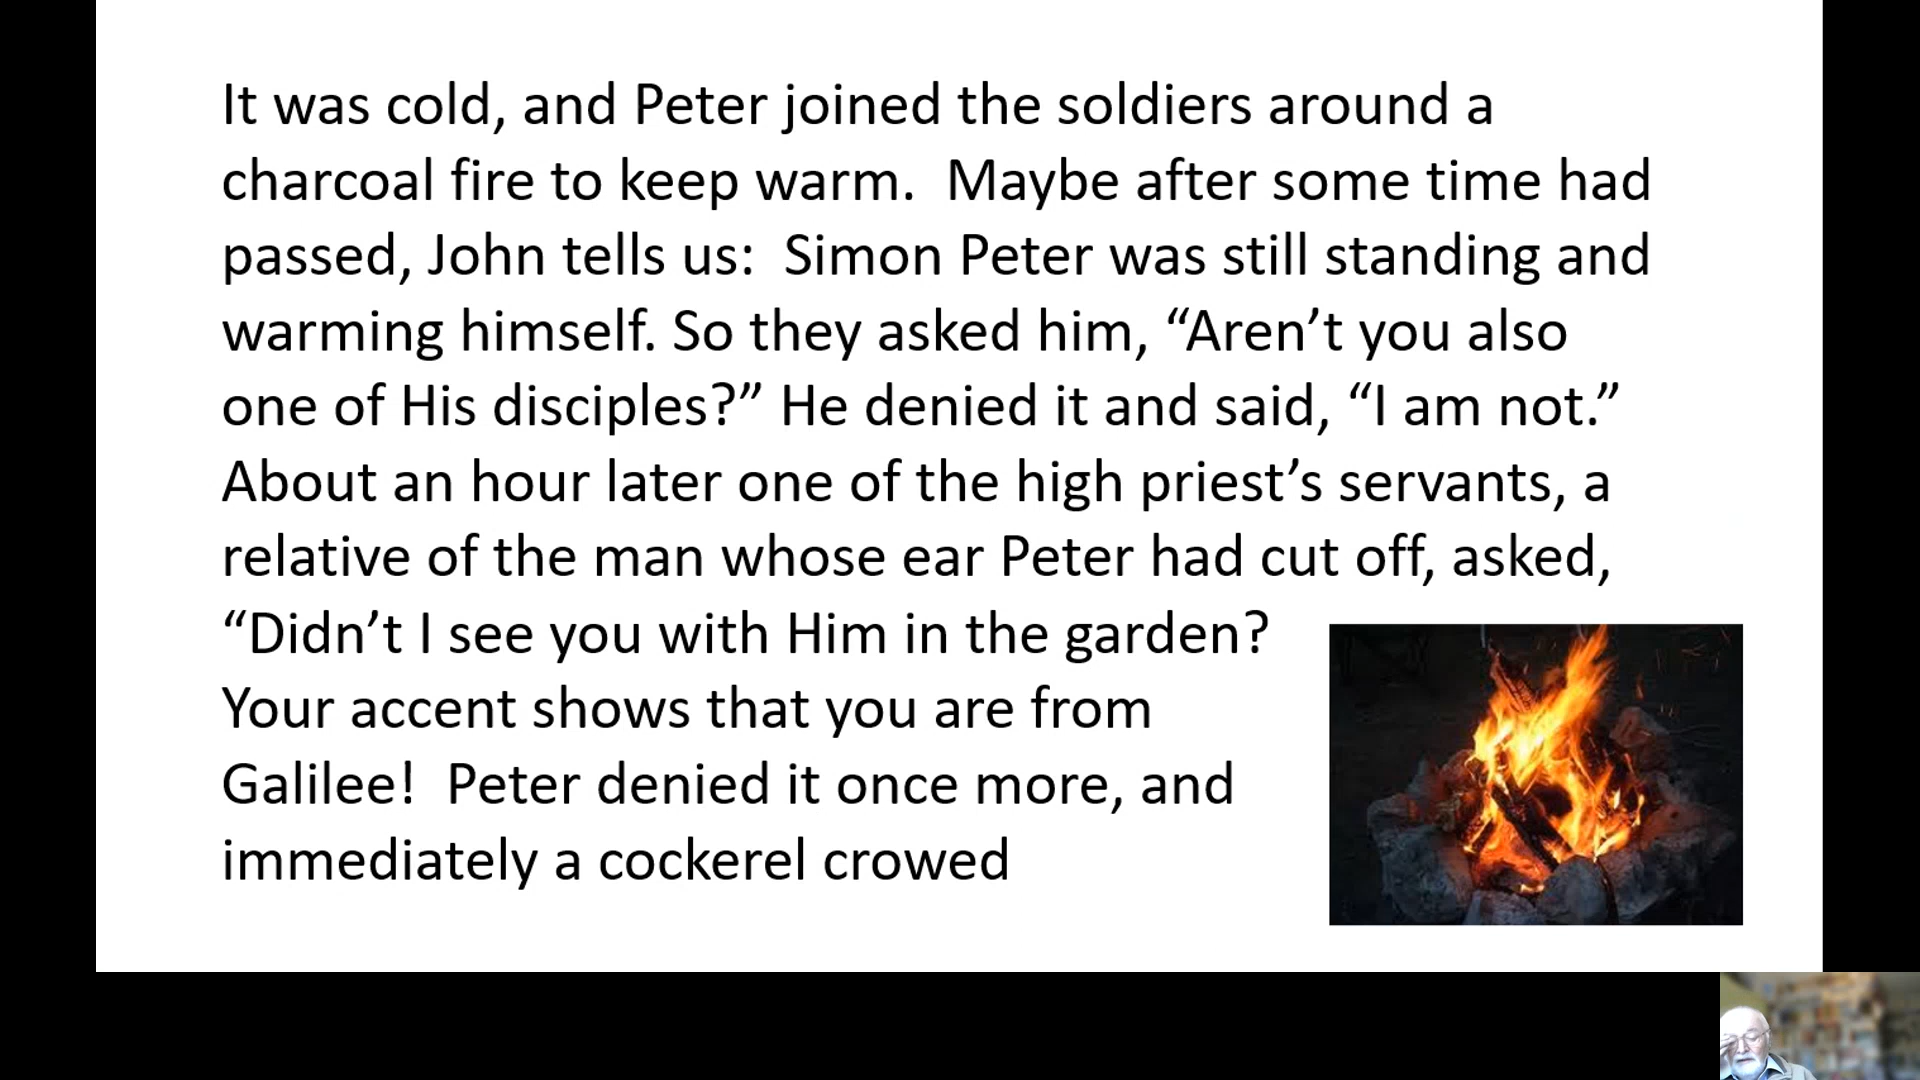 It was cold, and Peter joined the soldiers around a
charcoal fire to keep warm.  Maybe after some time had
passed, John tells us:  Simon Peter was still standing and
warming himself. So they asked him, “Aren’t you also
one of His disciples?” He denied it and said, “I am not.”
About an hour later one of the high priest’s servants, a
relative of the man whose ear Peter had cut off, asked,
“Didn’t I see you with Him in the garden?
Your accent shows that you are from
Galilee!  Peter denied it once more, and
immediately a cockerel crowed